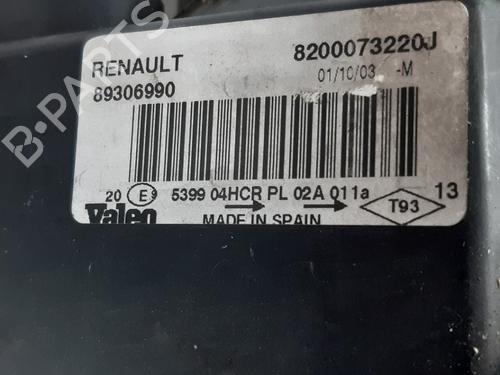 RENAULT 8200073220J
89306990 01/10/03 -M
20 E9 5399 04HCR PL 02A 011a T93 13
Valeo MADE IN SPAIN
B-PARTS